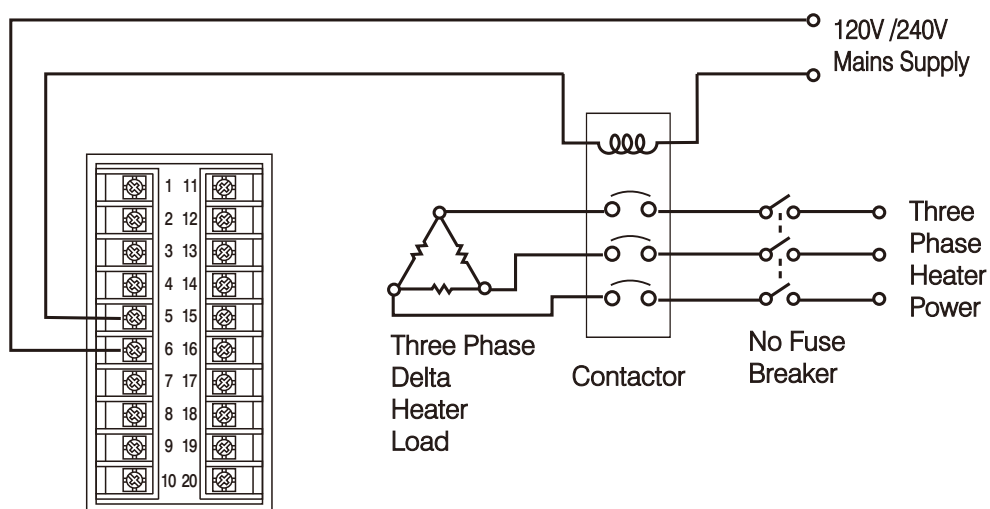 120V /240V
Mains Supply
1 11
2 12
3 13
4 14
5 15
6 16
7 17
8 18
9 19
10 20
Three
Phase
Heater
Power
Three Phase
Delta
Heater
Load
Contactor
No Fuse
Breaker